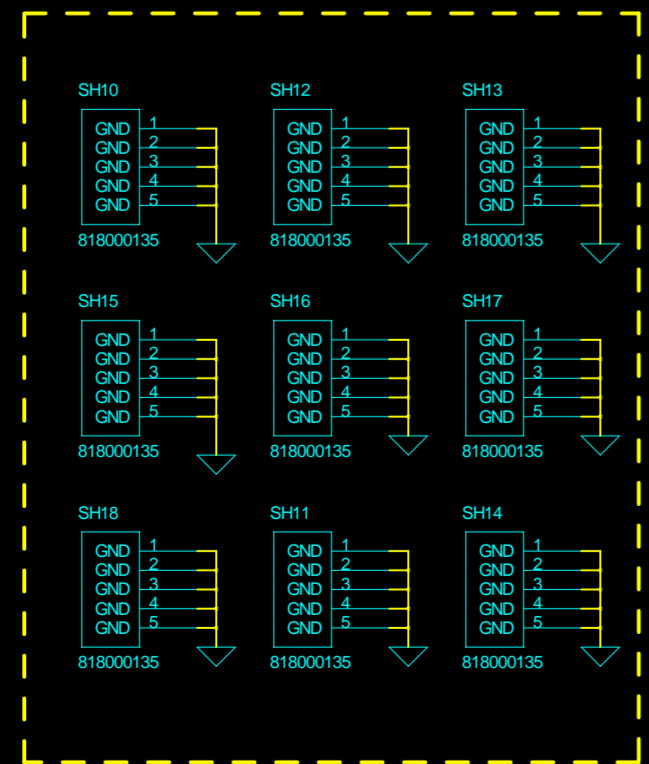 SH10 SH12 SH13
GND 1 GND 1 GND 1
GND 2 GND 2 GND 2
GND 3 GND 3 GND 3
GND 4 GND 4 GND 4
GND 5 GND 5 GND 5
818000135 818000135 818000135
SH15 SH16 SH17
GND 1 GND 1 GND 1
GND 2 GND 2 GND 2
GND 3 GND 3 GND 3
GND 4 GND 4 GND 4
GND 5 GND 5 GND 5
818000135 818000135 818000135
SH18 SH11 SH14
GND 1 GND 1 GND 1
GND 2 GND 2 GND 2
GND 3 GND 3 GND 3
GND 4 GND 4 GND 4
GND 5 GND 5 GND 5
818000135 818000135 818000135